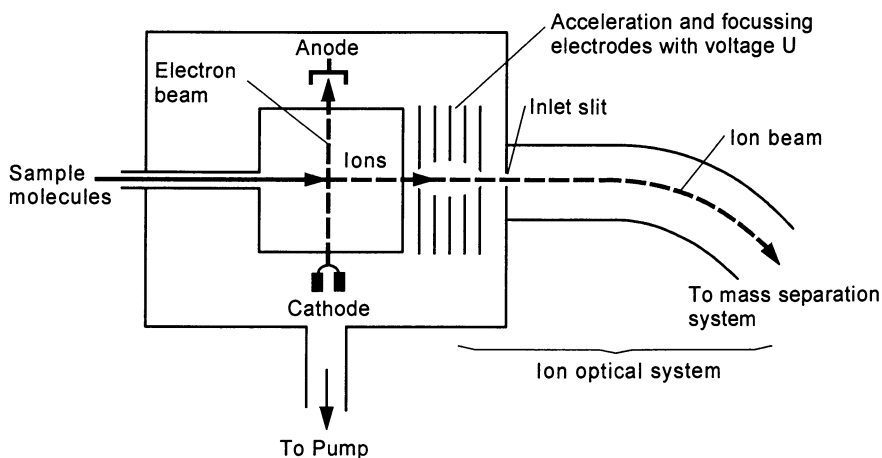 Acceleration and focussing
electrodes with voltage U
Anode
Electron
beam
Inlet slit
Ion beam
Ions
Sample
molecules
Cathode
To mass separation
system
Ion optical system
To Pump